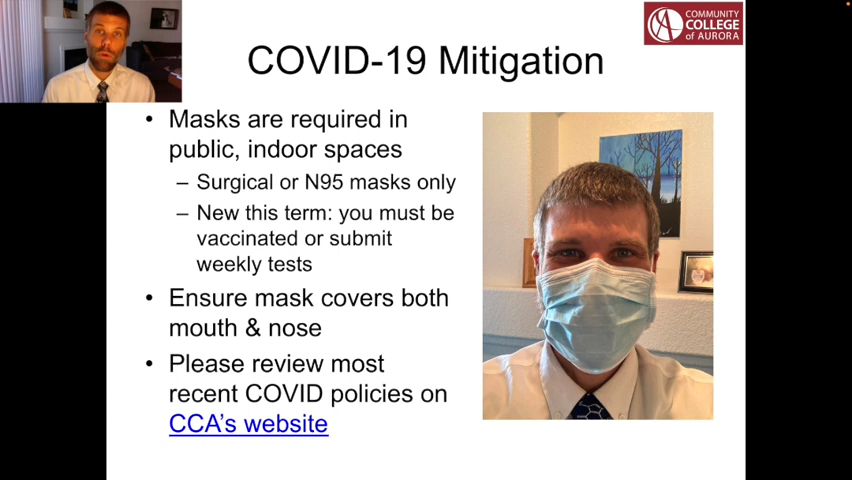 COMMUNITY
COLLEGE
of AURORA
COVID-19 Mitigation
• Masks are required in
public, indoor spaces
– Surgical or N95 masks only
– New this term: you must be
vaccinated or submit
weekly tests
• Ensure mask covers both
mouth & nose
• Please review most
recent COVID policies on
CCA's website